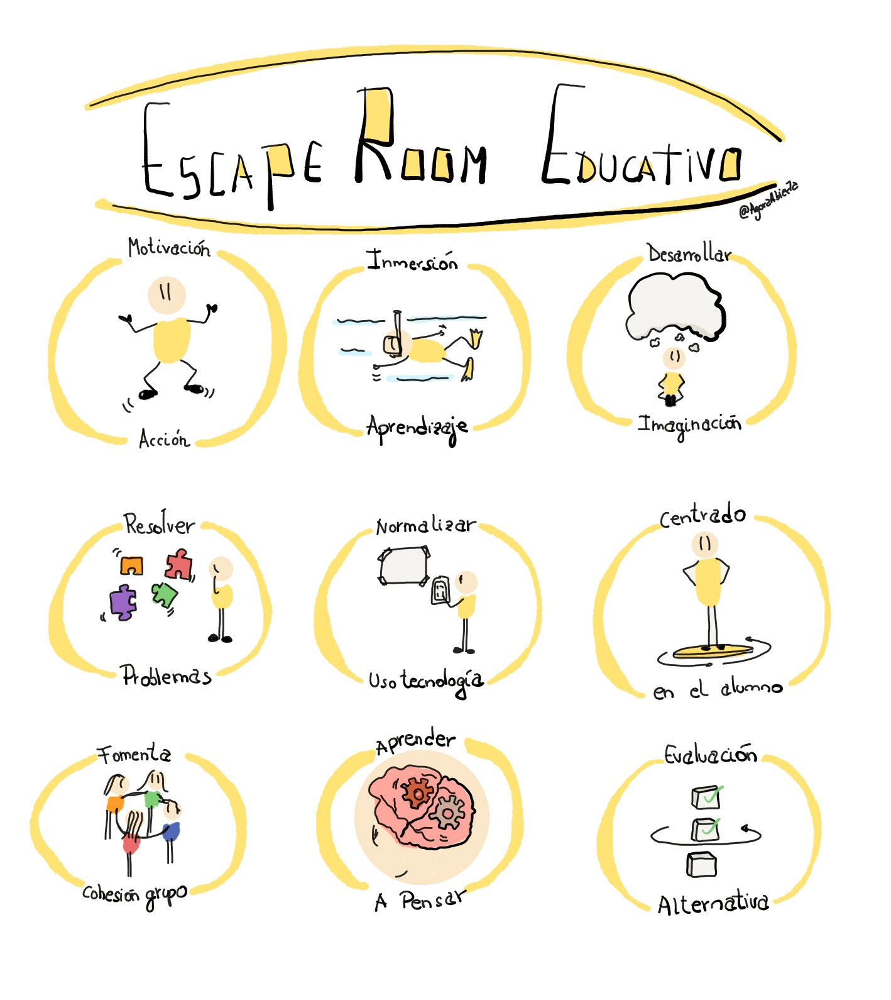 ESCAPE ROOM EDUCATIVO
@AgoraAbierta
Motivación
Acción
Inmersión
Aprendizaje
Desarrollar
Imaginación
Resolver
Problemas
Normalizar
Uso tecnología
Centrado
en el alumno
Fomenta
Cohesión grupo
Aprender
A Pensar
Evaluación
Alternativa